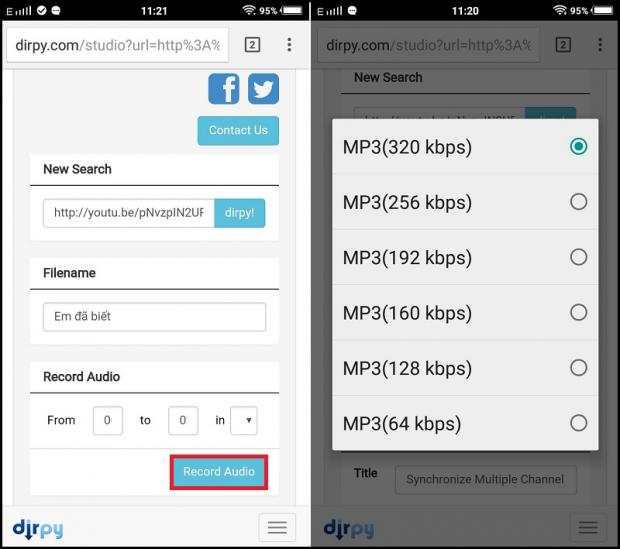 E 11:21 95%
dirpy.com/studio?url=http%3A% 2
Contact Us
New Search
http://youtu.be/pNvzpIN2UF dirpy!
Filename
Em đã biết
Record Audio
From 0 to 0 in
Record Audio
dirpy
E 11:20 95%
dirpy.com/studio?url=http%3A% 2
New Search
MP3(320 kbps)
MP3(256 kbps)
MP3(192 kbps)
MP3(160 kbps)
MP3(128 kbps)
MP3(64 kbps)
Title Synchronize Multiple Channel
dirpy